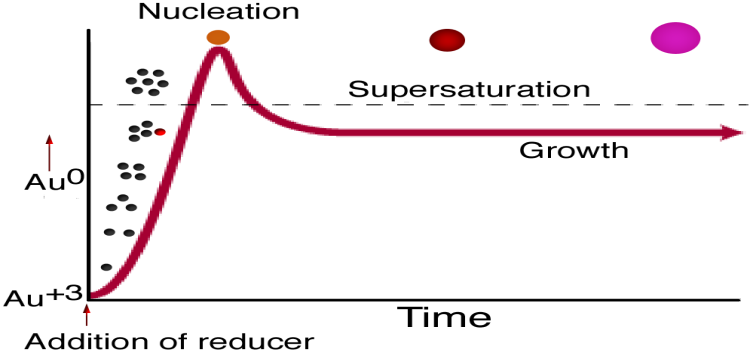 Nucleation
Supersaturation
Growth
Au⁰
Au⁺³
Time
Addition of reducer